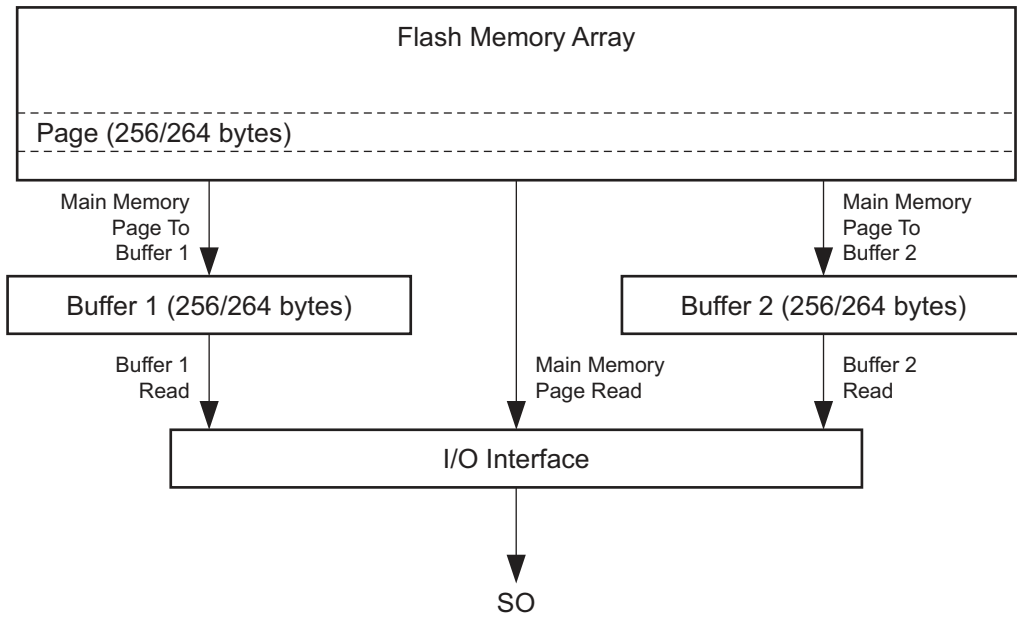 Flash Memory Array
Page (256/264 bytes)
Main Memory
Page To
Buffer 1
Main Memory
Page To
Buffer 2
Buffer 1 (256/264 bytes)
Buffer 2 (256/264 bytes)
Buffer 1
Read
Main Memory
Page Read
Buffer 2
Read
I/O Interface
SO